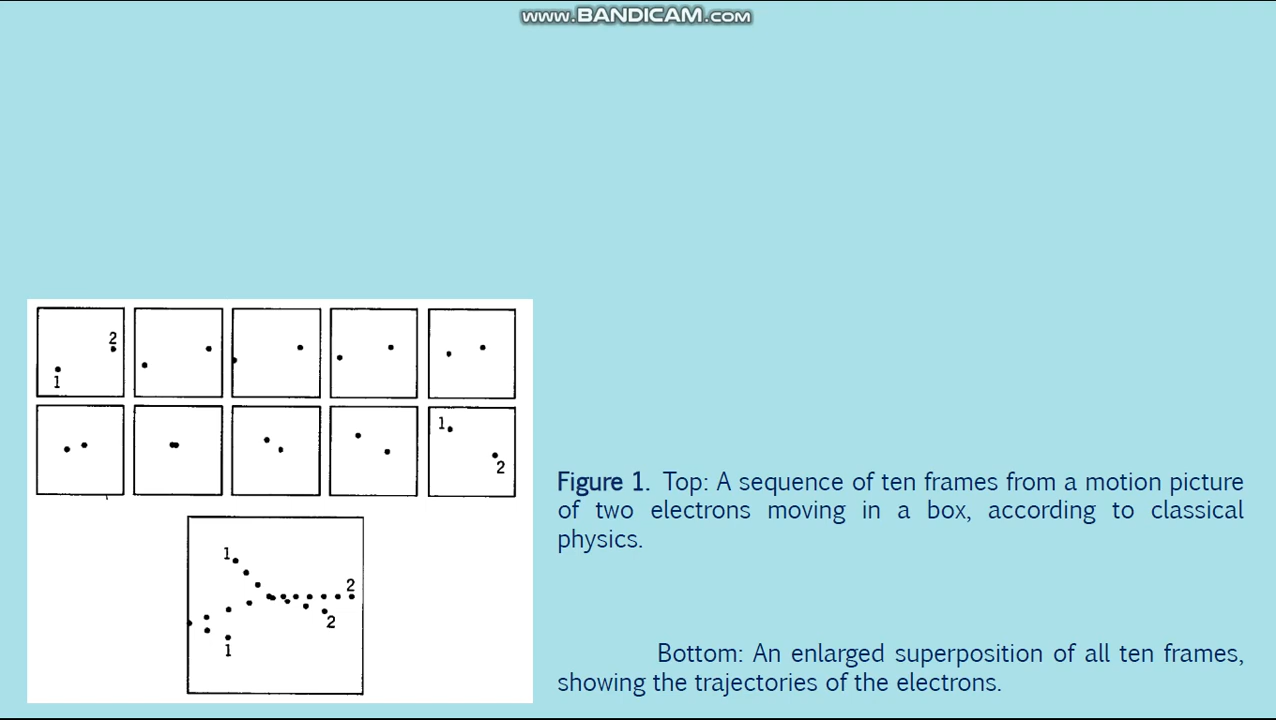 www.BANDICAM.com
2
1
1
2
1
2
2
1
Figure 1. Top: A sequence of ten frames from a motion picture
of two electrons moving in a box, according to classical
physics.
Bottom: An enlarged superposition of all ten frames,
showing the trajectories of the electrons.